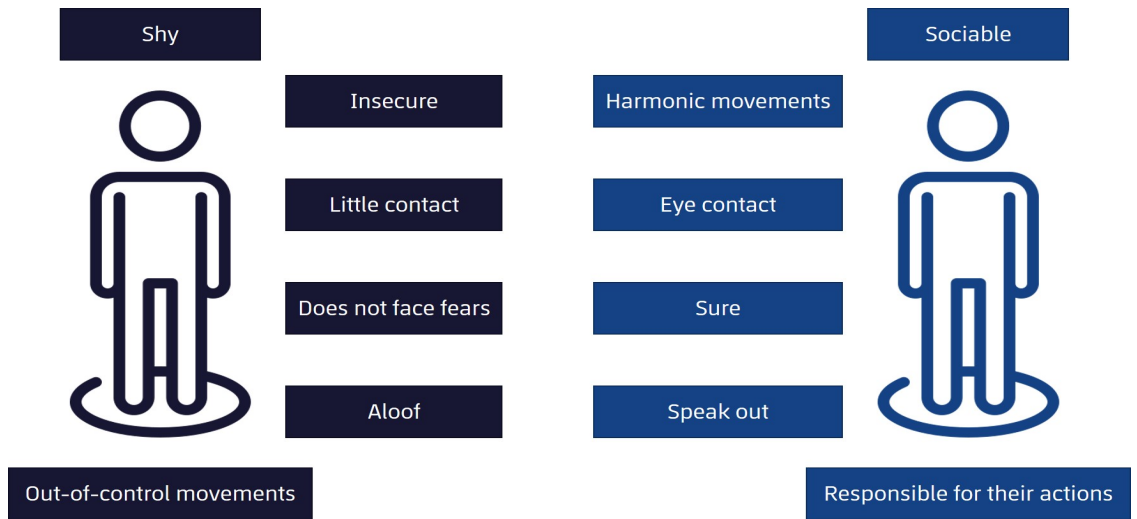 Shy
Sociable
Insecure
Harmonic movements
Little contact
Eye contact
Does not face fears
Sure
Aloof
Speak out
Out-of-control movements
Responsible for their actions